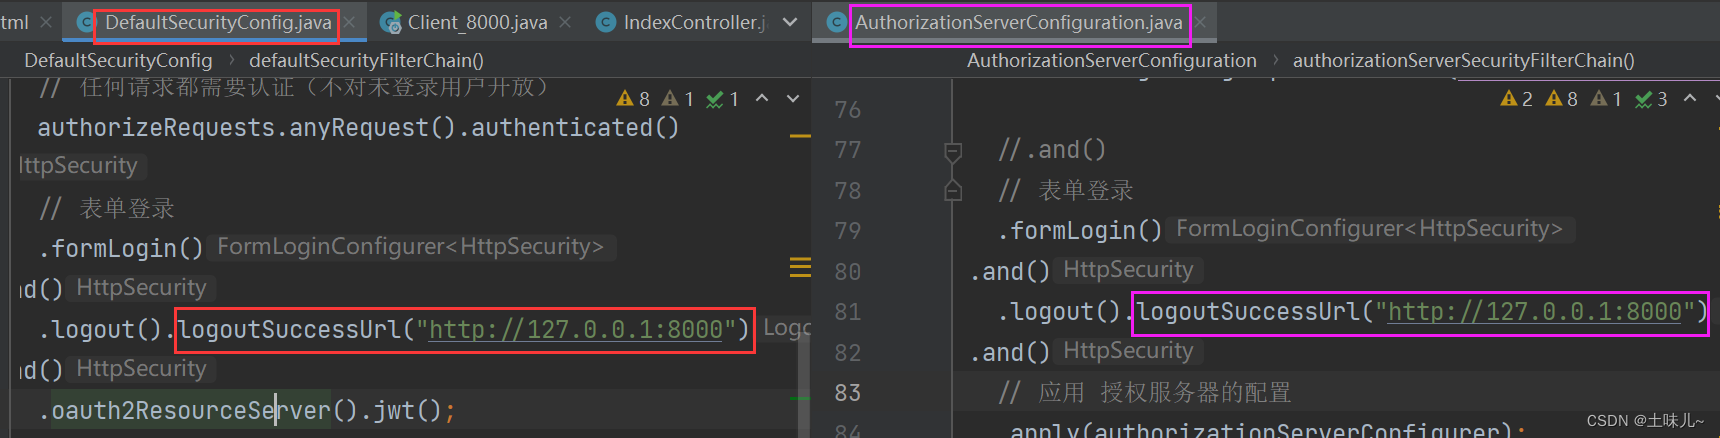 html
DefaultSecurityConfig.java
Client_8000.java
IndexController.j
AuthorizationServerConfiguration.java
DefaultSecurityConfig › defaultSecurityFilterChain()
AuthorizationServerConfiguration › authorizationServerSecurityFilterChain()
// 任何请求都需要认证（不对未登录用户开放）
8 1 1
authorizeRequests.anyRequest().authenticated()
HttpSecurity
// 表单登录
.formLogin() FormLoginConfigurer<HttpSecurity>
nd() HttpSecurity
.logout().logoutSuccessUrl("http://127.0.0.1:8000") Logo
nd() HttpSecurity
.oauth2ResourceServer().jwt();
2 8 1 3
76
77 //.and()
78 // 表单登录
79 .formLogin() FormLoginConfigurer<HttpSecurity>
80 .and() HttpSecurity
81 .logout().logoutSuccessUrl("http://127.0.0.1:8000")
82 .and() HttpSecurity
83 // 应用 授权服务器的配置
84 apply(authorizationServerConfigurer);
CSDN @土味儿~